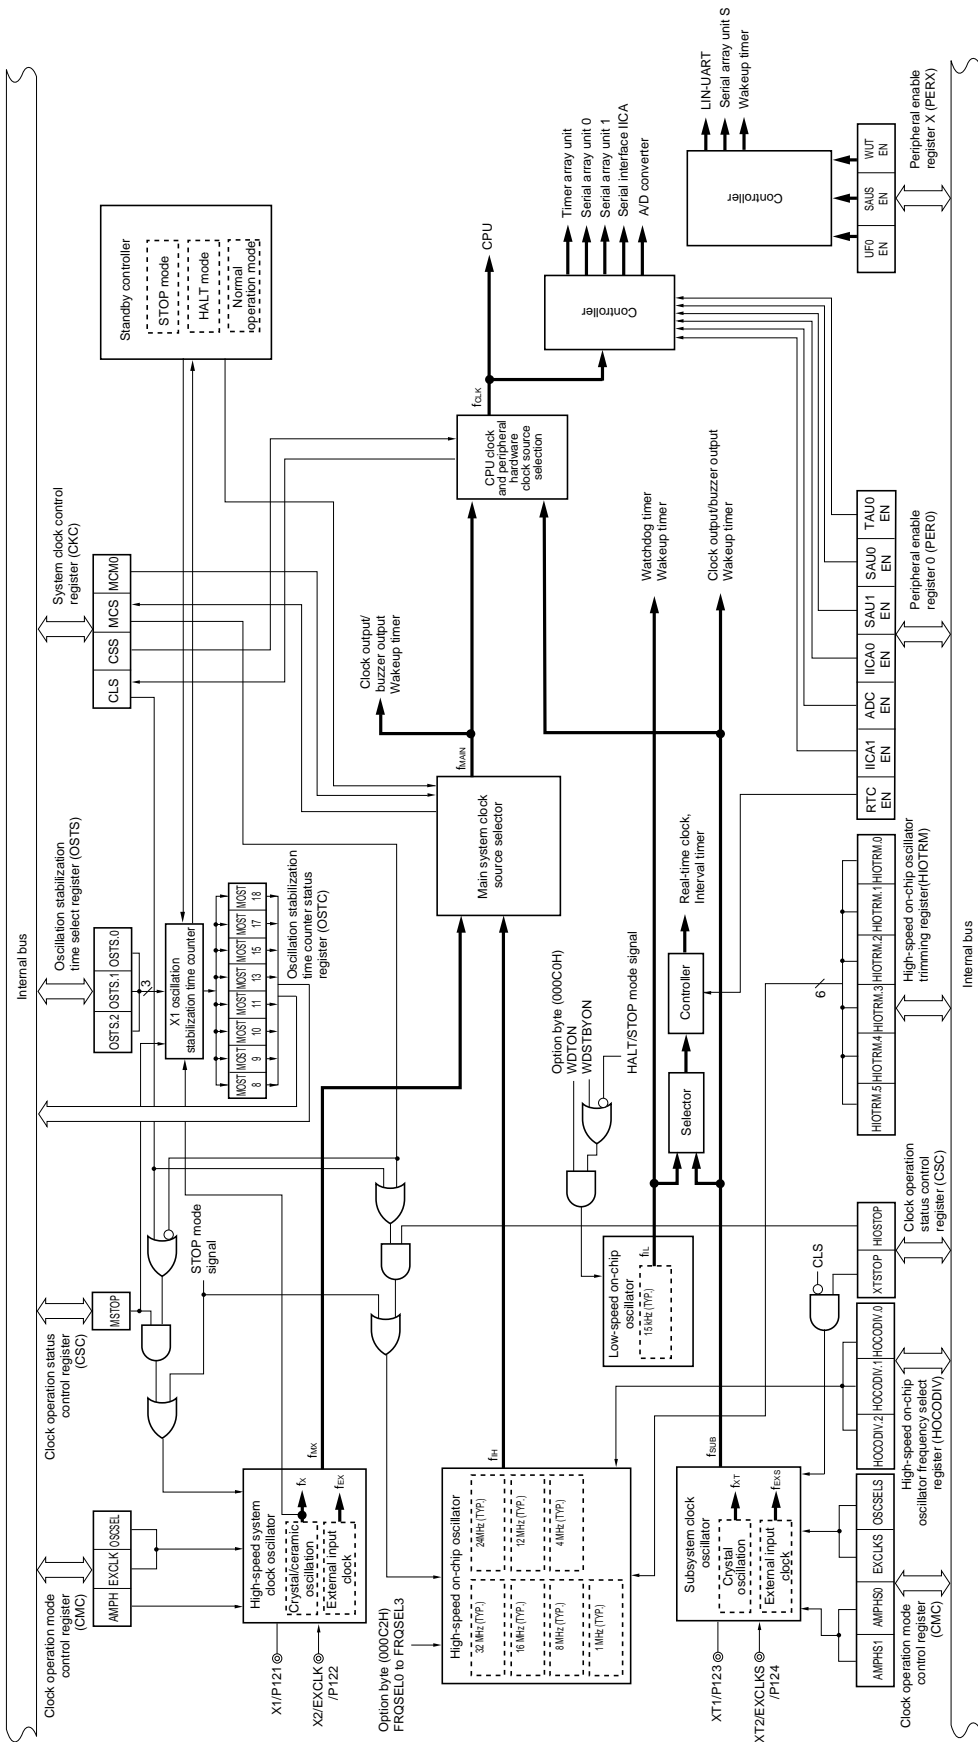 Internal bus
Clock operation mode
control register
(CMC)
AMPH
EXCLK
OSCSEL
Clock operation status
control register
(CSC)
MSTOP
STOP mode
signal
Oscillation stabilization
time select register (OSTS)
OSTS.2
OSTS.1
OSTS.0
3
X1 oscillation
stabilization time counter
MOST
8
MOST
9
MOST
10
MOST
11
MOST
13
MOST
15
MOST
17
MOST
18
Oscillation stabilization
time counter status
register (OSTC)
System clock control
register (CKC)
CLS
CSS
MCS
MCM0
Standby controller
STOP mode
HALT mode
Normal
operation mode
X1/P121
X2/EXCLK
/P122
High-speed system
clock oscillator
Crystal/ceramic
oscillation
External input
clock
fX
fEX
fMX
Option byte (000C2H)
FRQSEL0 to FRQSEL3
High-speed on-chip oscillator
32 MHz (TYP.)
24MHz (TYP.)
16 MHz (TYP.)
12 MHz (TYP.)
8 MHz (TYP.)
4 MHz (TYP.)
1 MHz (TYP.)
fIH
Main system clock
source selector
fMAIN
Clock output/
buzzer output
Wakeup timer
CPU clock
and peripheral
hardware
clock source
selection
fCLK
CPU
Controller
Timer array unit
Serial array unit 0
Serial array unit 1
Serial interface IICA
A/D converter
Option byte (000C0H)
WDTON
WDSTBYON
HALT/STOP mode signal
Low-speed on-chip
oscillator
15 kHz (TYP.)
fIL
Watchdog timer
Wakeup timer
Selector
Controller
Real-time clock,
Interval timer
Clock output/buzzer output
Wakeup timer
XT1/P123
XT2/EXCLKS
/P124
Subsystem clock
oscillator
Crystal
oscillation
External input
clock
fXT
fEXS
fSUB
CLS
Controller
LIN-UART
Serial array unit S
Wakeup timer
AMPHS1
AMPHS0
EXCLKS
OSCSELS
Clock operation mode
control register
(CMC)
HOCODIV.2
HOCODIV.1
HOCODIV.0
High-speed on-chip
oscillator frequency select
register (HOCODIV)
XTSTOP
HIOSTOP
Clock operation
status control
register (CSC)
6
HIOTRM.5
HIOTRM.4
HIOTRM.3
HIOTRM.2
HIOTRM.1
HIOTRM.0
High-speed on-chip oscillator
trimming register(HIOTRM)
RTC
EN
IICA1
EN
ADC
EN
IICA0
EN
SAU1
EN
SAU0
EN
TAU0
EN
Peripheral enable
register 0 (PER0)
UF0
EN
SAUS
EN
WUT
EN
Peripheral enable
register X (PERX)
Internal bus